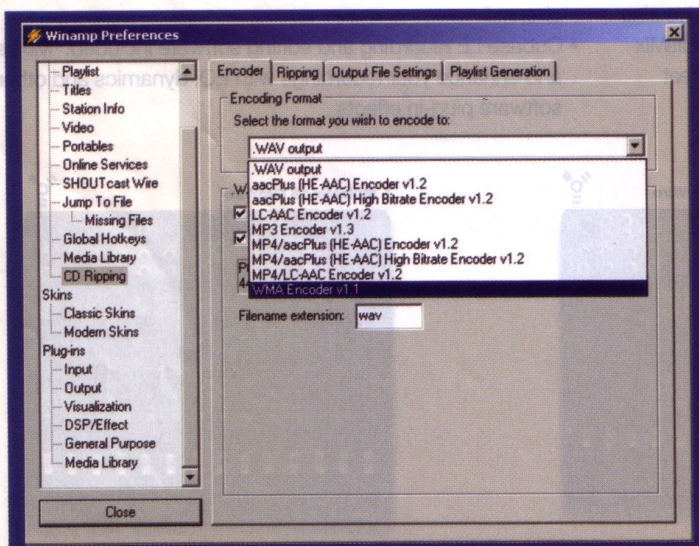 Winamp Preferences
Playlist
Titles
Station Info
Video
Portables
Online Services
SHOUTcast Wire
Jump To File
Missing Files
Global Hotkeys
Media Library
CD Ripping
Skins
Classic Skins
Modern Skins
Plug-ins
Input
Output
Visualization
DSP/Effect
General Purpose
Media Library
Close
Encoder
Ripping
Output File Settings
Playlist Generation
Encoding Format
Select the format you wish to encode to:
.WAV output
.WAV output
aacPlus (HE-AAC) Encoder v1.2
aacPlus (HE-AAC) High Bitrate Encoder v1.2
LC-AAC Encoder v1.2
MP3 Encoder v1.3
MP4/aacPlus (HE-AAC) Encoder v1.2
MP4/aacPlus (HE-AAC) High Bitrate Encoder v1.2
MP4/LC-AAC Encoder v1.2
WMA Encoder v1.1
Filename extension:
wav